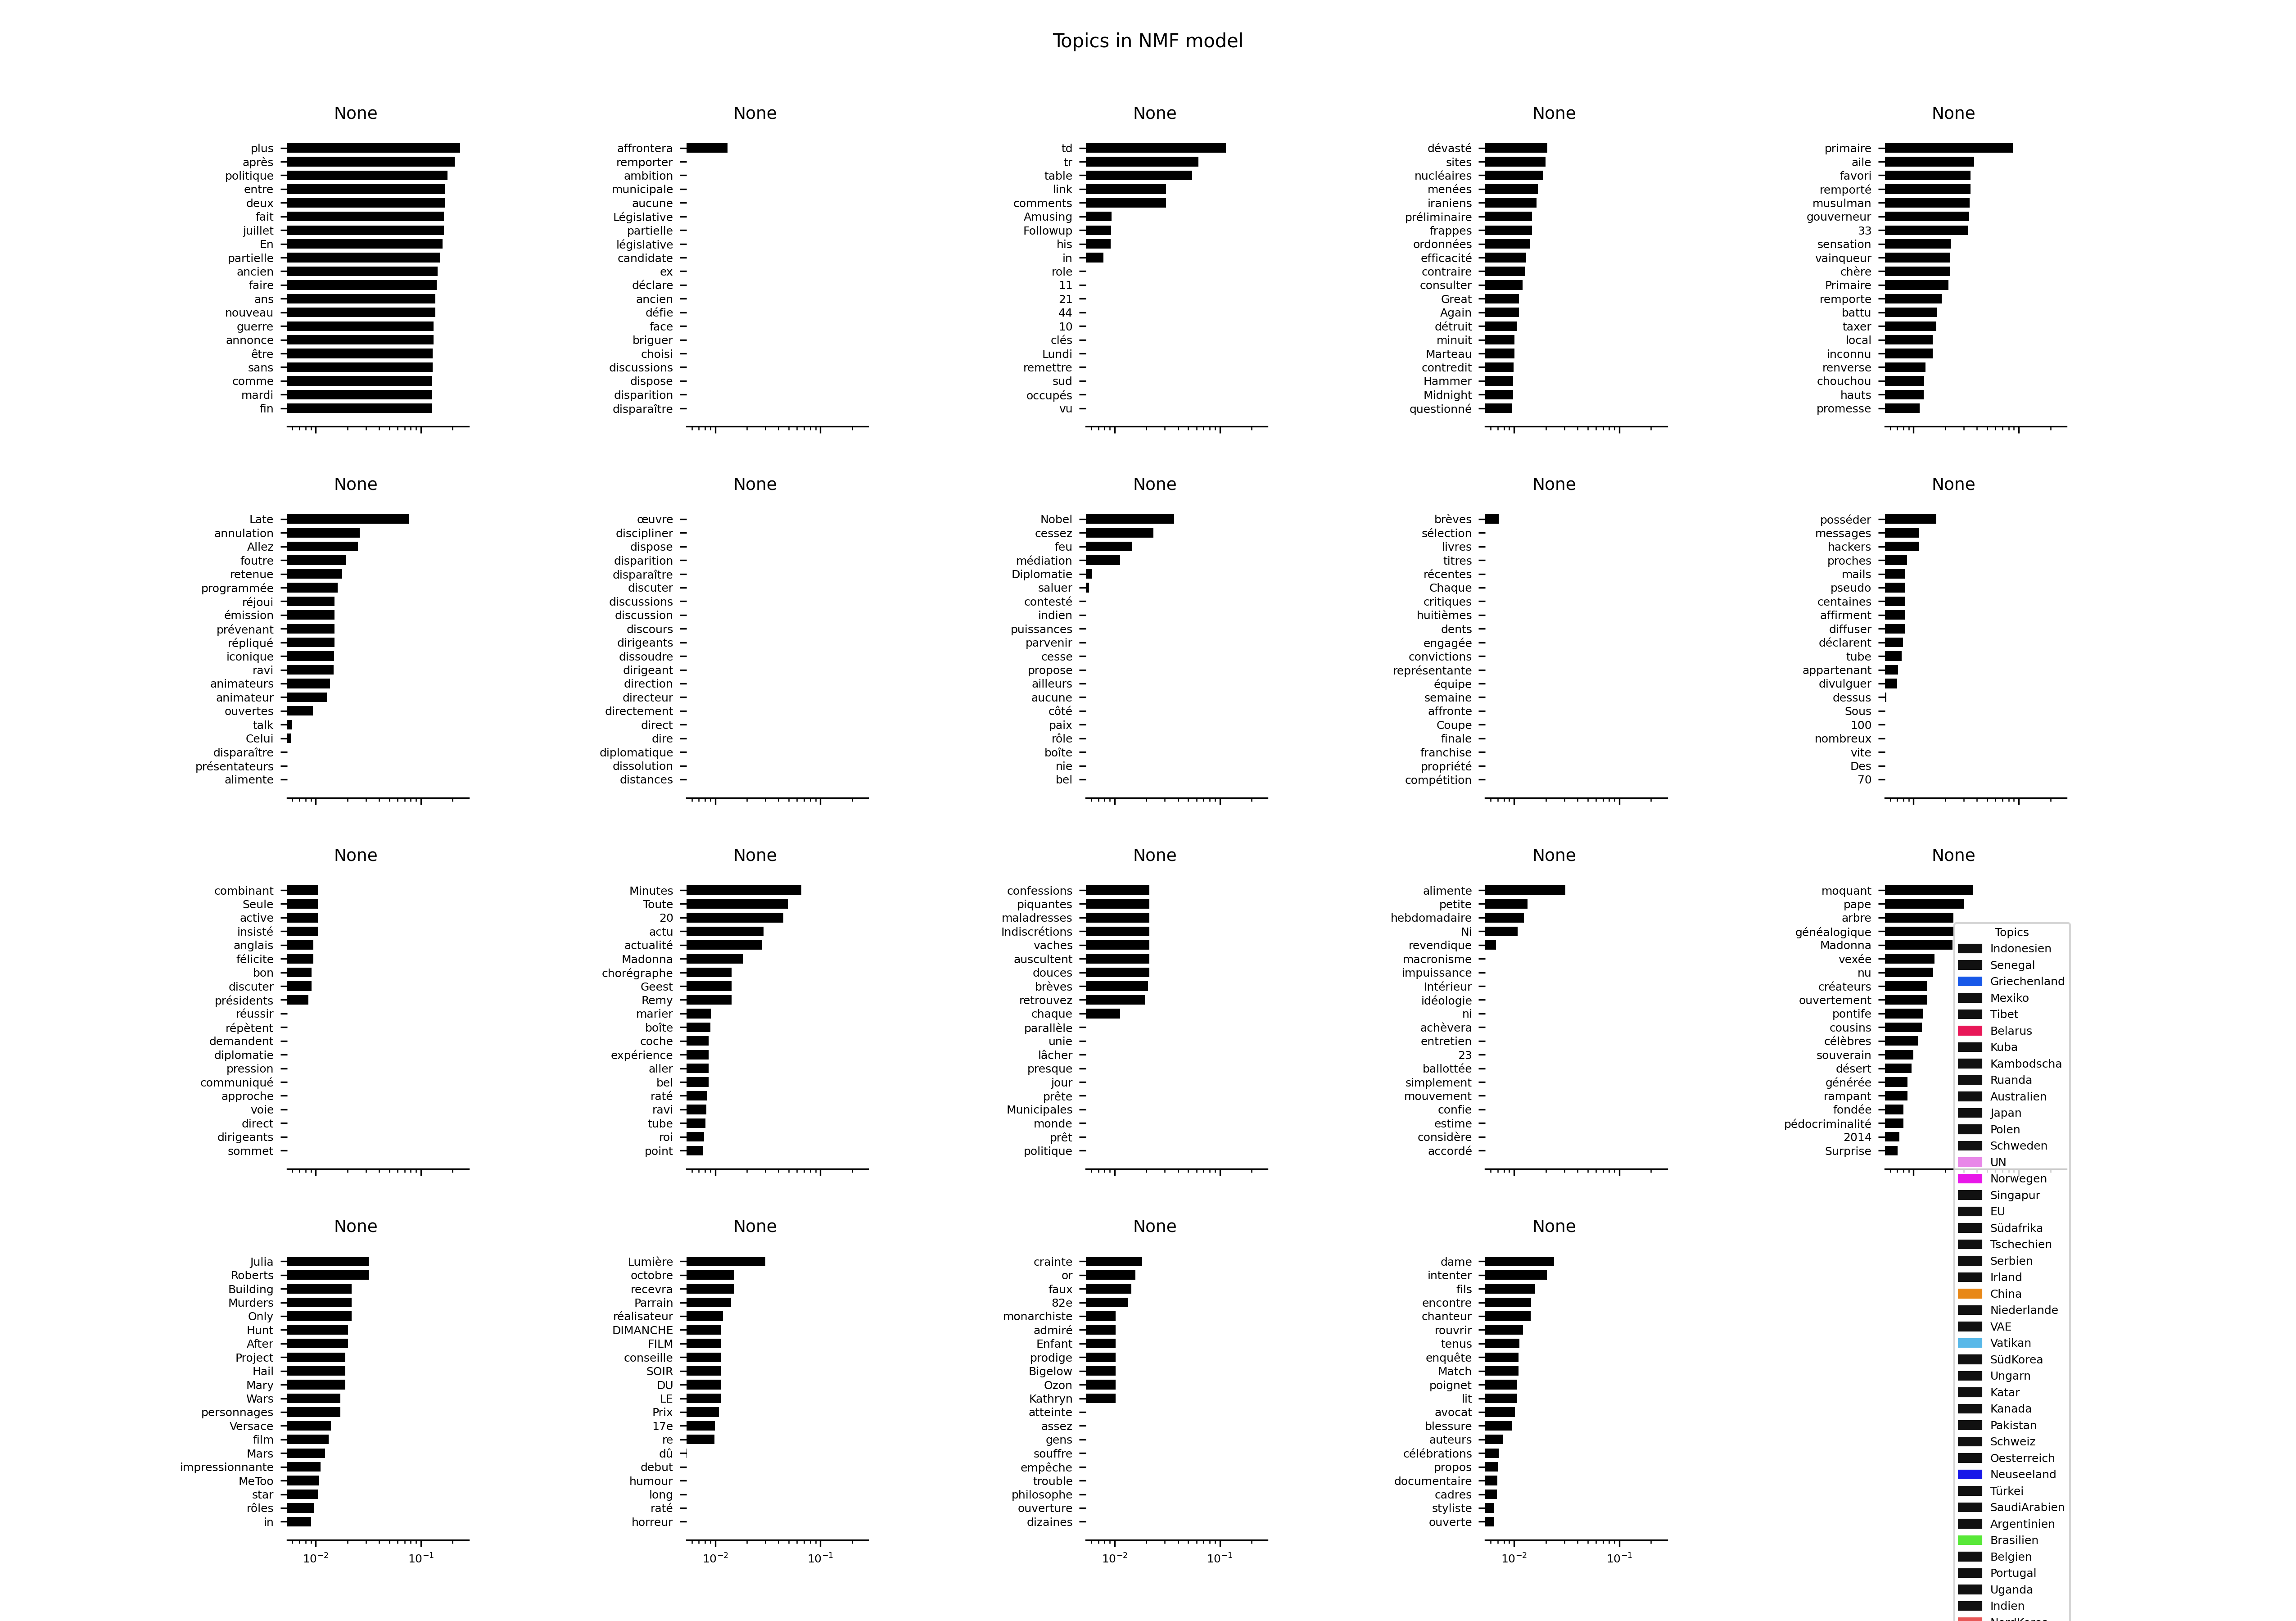 Topics in NMF model
None
plus
après
politique
entre
deux
fait
juillet
En
partielle
ancien
faire
ans
nouveau
guerre
annonce
être
sans
comme
mardi
fin
None
affrontera
remporter
ambition
municipale
aucune
Législative
partielle
législative
candidate
ex
déclare
ancien
défie
face
briguer
choisi
discussions
dispose
disparition
disparaître
None
td
tr
table
link
comments
Amusing
Followup
his
in
role
11
21
44
10
clés
Lundi
remettre
sud
occupés
vu
None
dévasté
sites
nucléaires
menées
iraniens
préliminaire
frappes
ordonnées
efficacité
contraire
consulter
Great
Again
détruit
minuit
Marteau
contredit
Hammer
Midnight
questionné
None
primaire
aile
favori
remporté
musulman
gouverneur
33
sensation
vainqueur
chère
Primaire
remporte
battu
taxer
local
inconnu
renverse
chouchou
hauts
promesse
None
Late
annulation
Allez
foutre
retenue
programmée
réjoui
émission
prévenant
répliqué
iconique
ravi
animateurs
animateur
ouvertes
talk
Celui
disparaître
présentateurs
alimente
None
œuvre
discipliner
dispose
disparition
disparaître
discuter
discussions
discussion
discours
dirigeants
dissoudre
dirigeant
direction
directeur
directement
direct
dire
diplomatique
dissolution
distances
None
Nobel
cessez
feu
médiation
Diplomatie
saluer
contesté
indien
puissances
parvenir
cesse
propose
ailleurs
aucune
côté
paix
rôle
boîte
nie
bel
None
brèves
sélection
livres
titres
récentes
Chaque
critiques
huitièmes
dents
engagée
convictions
représentante
équipe
semaine
affronte
Coupe
finale
franchise
propriété
compétition
None
posséder
messages
hackers
proches
mails
pseudo
centaines
affirment
diffuser
déclarent
tube
appartenant
divulguer
dessus
Sous
100
nombreux
vite
Des
70
None
combinant
Seule
active
insisté
anglais
félicite
bon
discuter
présidents
réussir
répètent
demandent
diplomatie
pression
communiqué
approche
voie
direct
dirigeants
sommet
None
Minutes
Toute
20
actu
actualité
Madonna
chorégraphe
Geest
Remy
marier
boîte
coche
expérience
aller
bel
raté
ravi
tube
roi
point
None
confessions
piquantes
maladresses
Indiscrétions
vaches
auscultent
douces
brèves
retrouvez
chaque
parallèle
unie
lâcher
presque
jour
prête
Municipales
monde
prêt
politique
None
alimente
petite
hebdomadaire
Ni
revendique
macronisme
impuissance
Intérieur
idéologie
ni
achèvera
entretien
23
ballottée
simplement
mouvement
confie
estime
considère
accordé
None
moquant
pape
arbre
généalogique
Madonna
vexée
nu
créateurs
ouvertement
pontife
cousins
célèbres
souverain
désert
générée
rampant
fondée
pédocriminalité
2014
Surprise
None
Julia
Roberts
Building
Murders
Only
Hunt
After
Project
Hail
Mary
Wars
personnages
Versace
film
Mars
impressionnante
MeToo
star
rôles
in
10⁻² 10⁻¹
None
Lumière
octobre
recevra
Parrain
réalisateur
DIMANCHE
FILM
conseille
SOIR
DU
LE
Prix
17e
re
dû
debut
humour
long
raté
horreur
10⁻² 10⁻¹
None
crainte
or
faux
82e
monarchiste
admiré
Enfant
prodige
Bigelow
Ozon
Kathryn
atteinte
assez
gens
souffre
empêche
trouble
philosophe
ouverture
dizaines
10⁻² 10⁻¹
None
dame
intenter
fils
encontre
chanteur
rouvrir
tenus
enquête
Match
poignet
lit
avocat
blessure
auteurs
célébrations
propos
documentaire
cadres
styliste
ouverte
10⁻² 10⁻¹
Topics
Indonesien
Senegal
Griechenland
Mexiko
Tibet
Belarus
Kuba
Kambodscha
Ruanda
Australien
Japan
Polen
Schweden
UN
Norwegen
Singapur
EU
Südafrika
Tschechien
Serbien
Irland
China
Niederlande
VAE
Vatikan
SüdKorea
Ungarn
Katar
Kanada
Pakistan
Schweiz
Oesterreich
Neuseeland
Türkei
SaudiArabien
Argentinien
Brasilien
Belgien
Portugal
Uganda
Indien